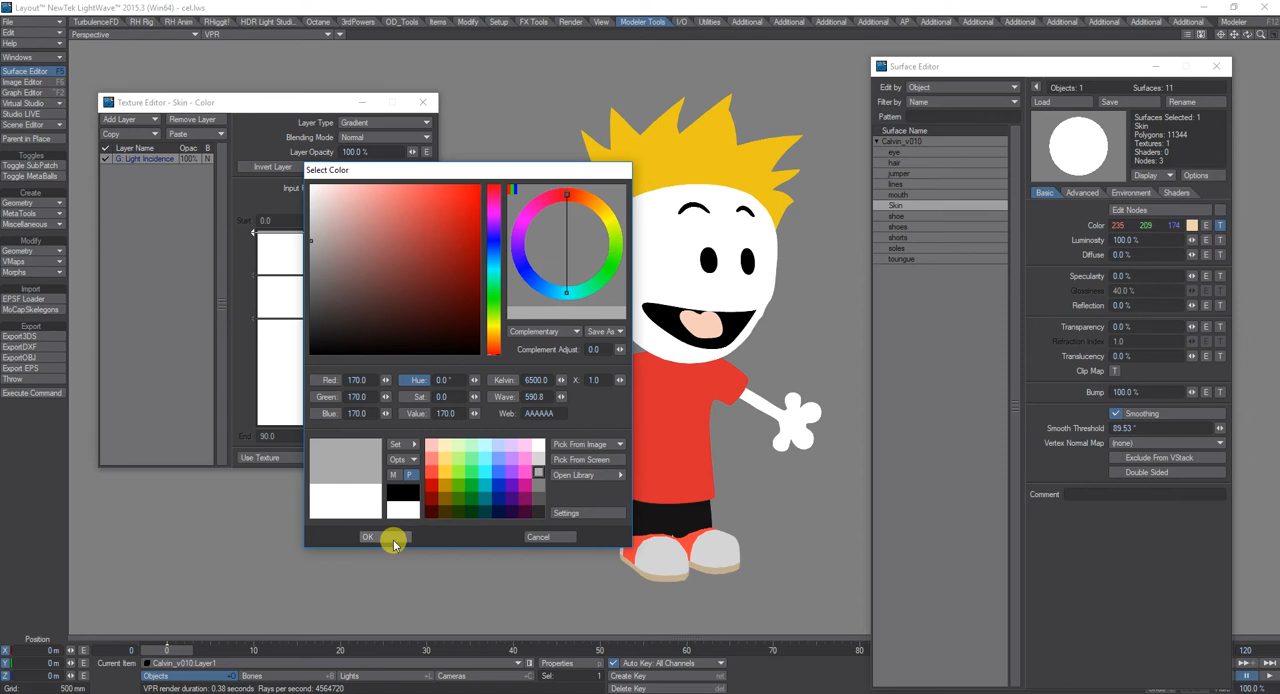 Layout™ NewTek LightWave™ 2015.3 (Win64) - cel.lws
File TurbulenceFD RH Rig RH Anim RHiggit! HDR Light Studi.. Octane 3rdPowers OD_Tools Items Modify Setup FX Tools Render View Modeler Tools I/O Utilities Additional Additional Additional AP Additional Additional Additional Additional Additional Additional Additional Modeler F12
Edit Perspective VPR
Help
Windows
Surface Editor F5
Image Editor F6
Graph Editor ^F2
Virtual Studio
Studio LIVE
Scene Editor
Parent in Place
Toggles
Toggle SubPatch
Toggle MetaBalls
Create
Geometry
MetaTools
Miscellaneous
Modify
Geometry
VMaps
Morphs
Import
EPSF Loader
MoCapSkelegons
Export
Export3DS
ExportDXF
ExportOBJ
Export EPS
Throw
Execute Command
Texture Editor - Skin - Color
Add Layer Remove Layer
Copy Paste
Layer Name Opac B
G: Light Incidence 100% N
Layer Type Gradient
Blending Mode Normal
Layer Opacity 100.0 % E
Invert Layer
Input
Start 0.0
End 90.0
Use Texture
Select Color
Complementary Save As
Complement Adjust: 0.0
Red: 170.0 Hue: 0.0 ° Kelvin: 6500.0 X: 1.0
Green: 170.0 Sat: 0.0 Wave: 590.8
Blue: 170.0 Value: 170.0 Web: AAAAAA
Set
Opts
M P
Pick From Image
Pick From Screen
Open Library
Settings
OK Cancel
Surface Editor
Edit by Object
Filter by Name
Pattern
Surface Name
Calvin_v010
eye
hair
jumper
lines
mouth
Skin
shoe
shoes
shorts
soles
toungue
Objects: 1 Surfaces: 11
Load Save Rename
Surfaces Selected: 1
Skin
Polygons: 11344
Textures: 1
Shaders: 0
Nodes: 3
Display Options
Basic Advanced Environment Shaders
Edit Nodes
Color 235 209 174 E T
Luminosity 100.0 % E T
Diffuse 0.0 % E T
Specularity 0.0 % E T
Glossiness 40.0 % E T
Reflection 0.0 % E T
Transparency 0.0 % E T
Refraction Index 1.0 E T
Translucency 0.0 % E T
Clip Map T
Bump 100.0 % E T
Smoothing
Smooth Threshold 89.53 °
Vertex Normal Map (none)
Exclude From VStack
Double Sided
Comment
Position
X 0 m E 0 0 10 20 30 40 50 60 70 80 120
Y 0 m E Current Item Calvin_v010:Layer1 Properties Auto Key: All Channels
Z 0 m E Objects +O Bones +B Lights +L Cameras +C Sel: 1 Create Key
Grid: 500 mm VPR render duration: 0.38 seconds Rays per second: 4564720 Delete Key 100.0 %